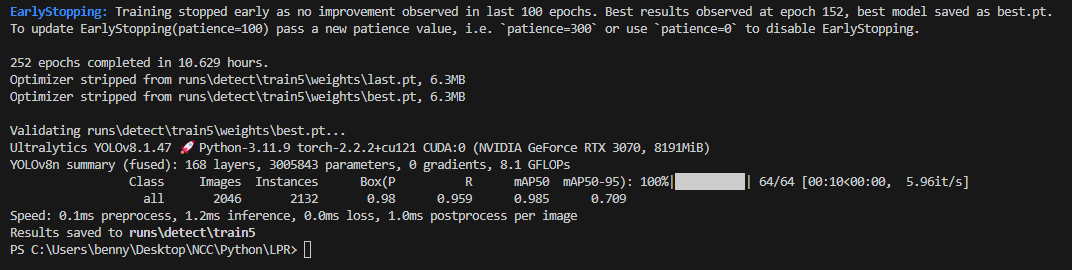 EarlyStopping: Training stopped early as no improvement observed in last 100 epochs. Best results observed at epoch 152, best model saved as best.pt.
To update EarlyStopping(patience=100) pass a new patience value, i.e. `patience=300` or use `patience=0` to disable EarlyStopping.
252 epochs completed in 10.629 hours.
Optimizer stripped from runs\detect\train5\weights\last.pt, 6.3MB
Optimizer stripped from runs\detect\train5\weights\best.pt, 6.3MB
Validating runs\detect\train5\weights\best.pt...
Ultralytics YOLOv8.1.47 🚀 Python-3.11.9 torch-2.2.2+cu121 CUDA:0 (NVIDIA GeForce RTX 3070, 8191MiB)
YOLOv8n summary (fused): 168 layers, 3005843 parameters, 0 gradients, 8.1 GFLOPs
Class Images Instances Box(P R mAP50 mAP50-95): 100%|██████████| 64/64 [00:10<00:00, 5.96it/s]
all 2046 2132 0.98 0.959 0.985 0.709
Speed: 0.1ms preprocess, 1.2ms inference, 0.0ms loss, 1.0ms postprocess per image
Results saved to runs\detect\train5
PS C:\Users\benny\Desktop\NCC\Python\LPR>